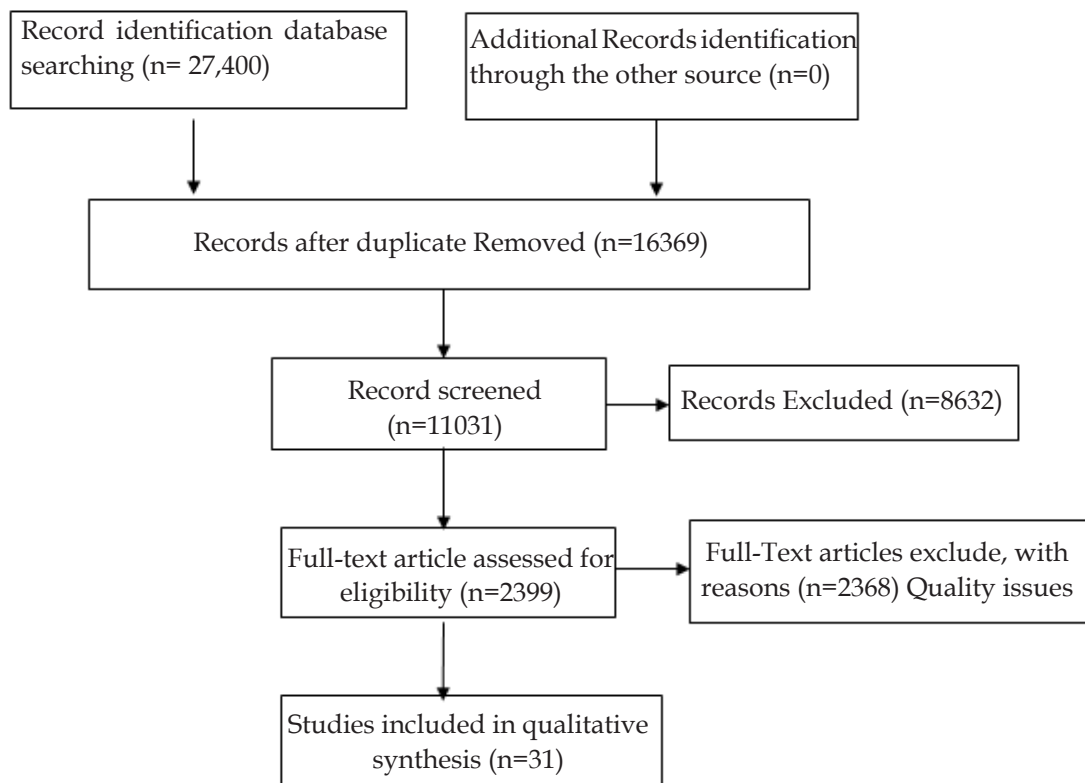 Record identification database
searching (n= 27,400)
Additional Records identification
through the other source (n=0)
Records after duplicate Removed (n=16369)
Record screened
(n=11031)
Records Excluded (n=8632)
Full-text article assessed for
eligibility (n=2399)
Full-Text articles exclude, with
reasons (n=2368) Quality issues
Studies included in qualitative
synthesis (n=31)